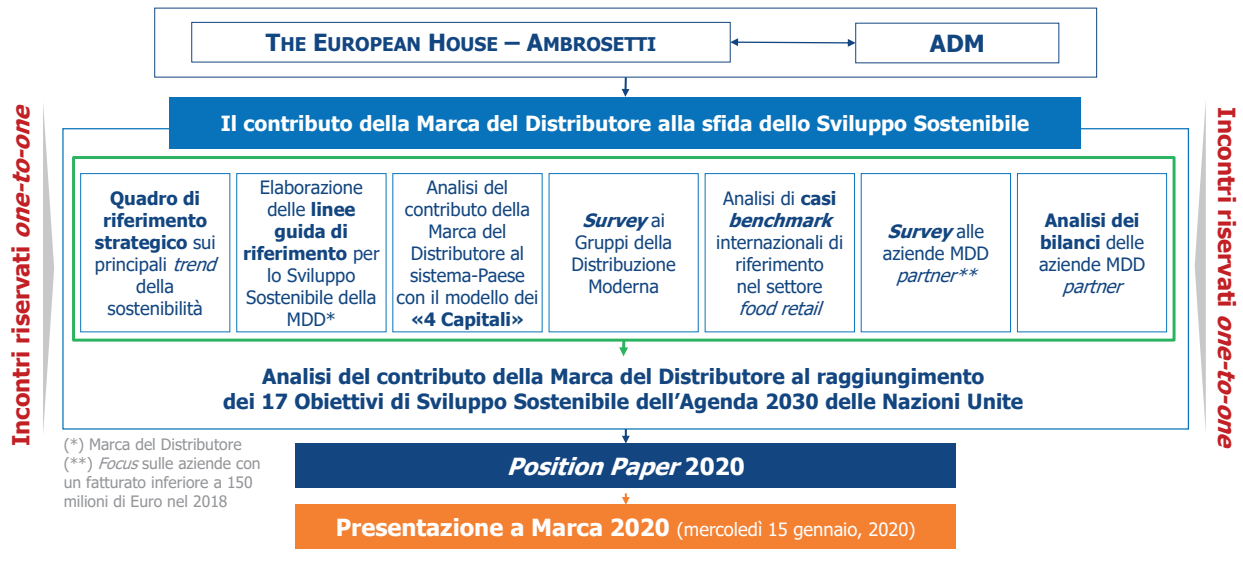 THE EUROPEAN HOUSE – AMBROSETTI
ADM
Il contributo della Marca del Distributore alla sfida dello Sviluppo Sostenibile
Incontri riservati one-to-one
Quadro di
riferimento
strategico sui
principali trend
della
sostenibilità
Elaborazione
delle linee
guida di
riferimento per
lo Sviluppo
Sostenibile della
MDD*
Analisi del
contributo della
Marca del
Distributore al
sistema-Paese
con il modello dei
«4 Capitali»
Survey ai
Gruppi della
Distribuzione
Moderna
Analisi di casi
benchmark
internazionali di
riferimento
nel settore
food retail
Survey alle
aziende MDD
partner**
Analisi dei
bilanci delle
aziende MDD
partner
Incontri riservati one-to-one
Analisi del contributo della Marca del Distributore al raggiungimento
dei 17 Obiettivi di Sviluppo Sostenibile dell'Agenda 2030 delle Nazioni Unite
(*) Marca del Distributore
(**) Focus sulle aziende con
un fatturato inferiore a 150
milioni di Euro nel 2018
Position Paper 2020
Presentazione a Marca 2020 (mercoledì 15 gennaio, 2020)